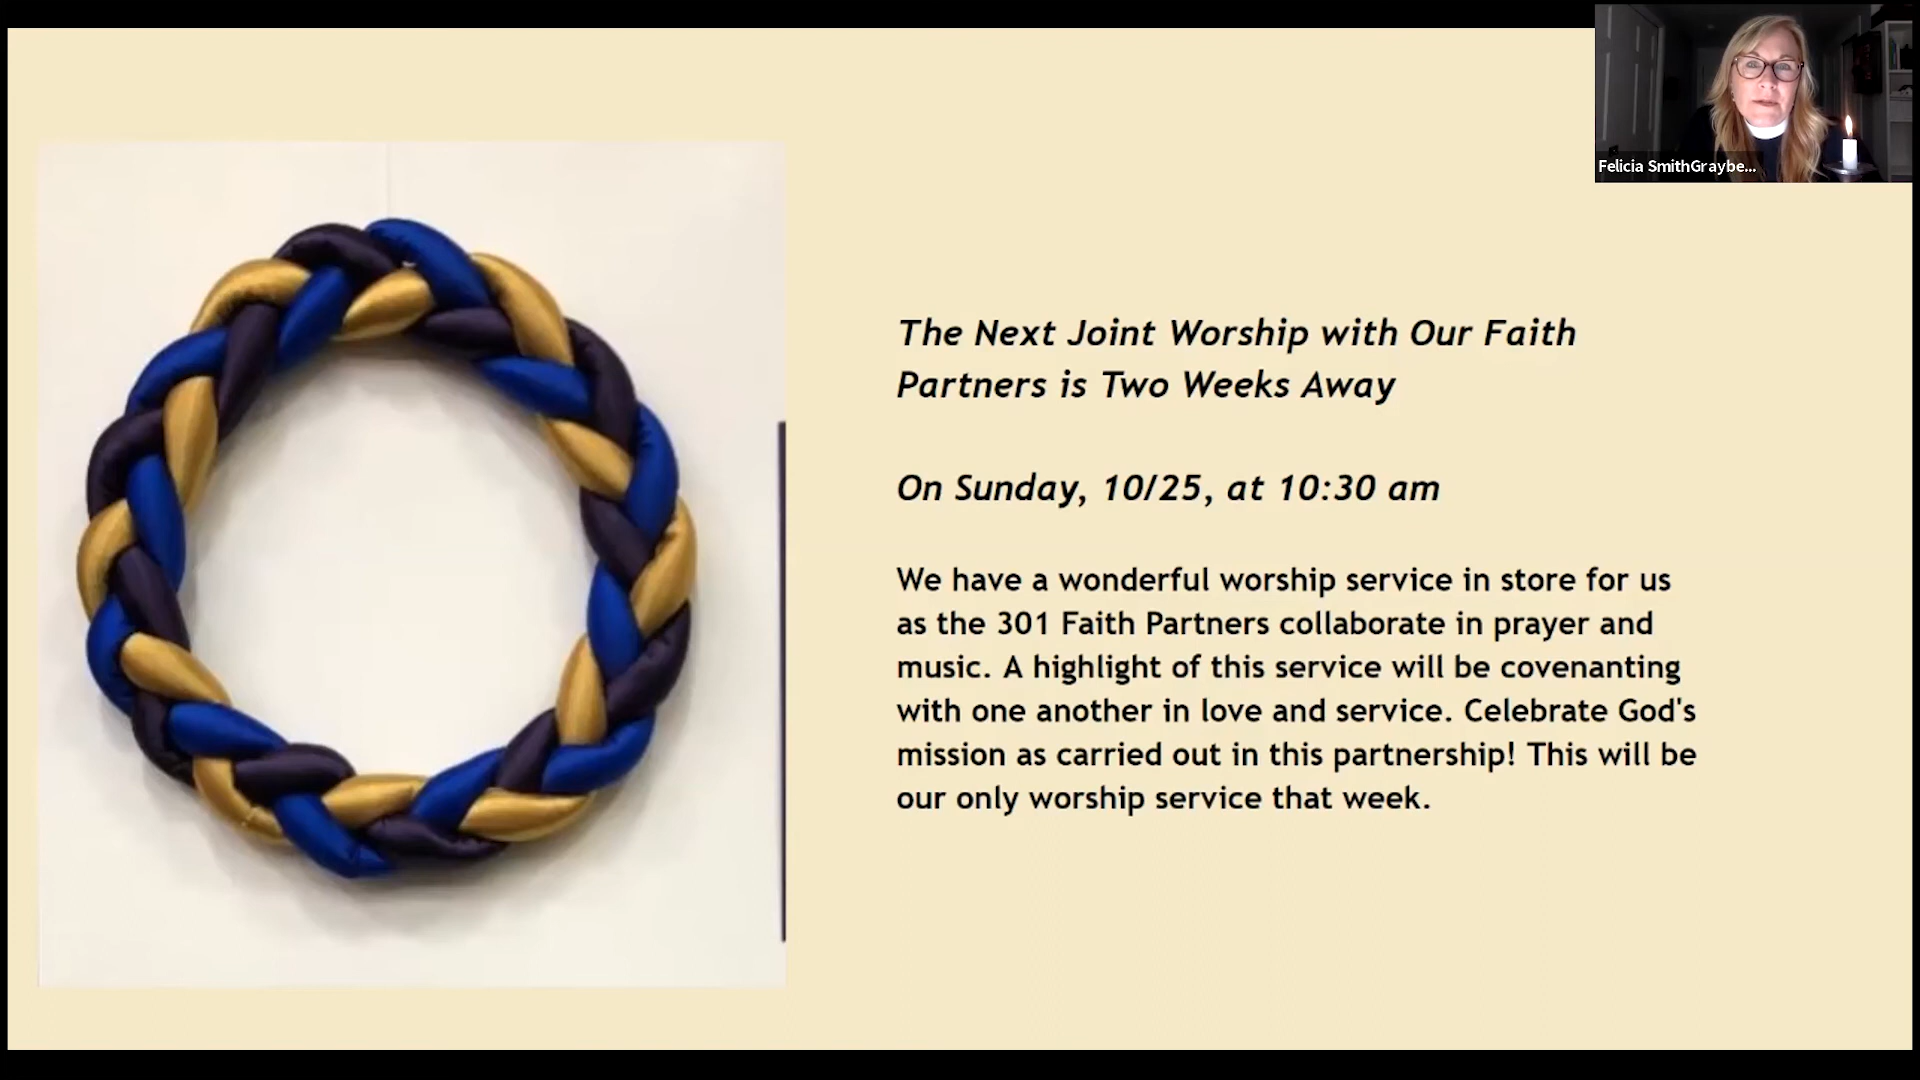 Felicia SmithGraybe...
The Next Joint Worship with Our Faith
Partners is Two Weeks Away
On Sunday, 10/25, at 10:30 am
We have a wonderful worship service in store for us
as the 301 Faith Partners collaborate in prayer and
music. A highlight of this service will be covenanting
with one another in love and service. Celebrate God's
mission as carried out in this partnership! This will be
our only worship service that week.